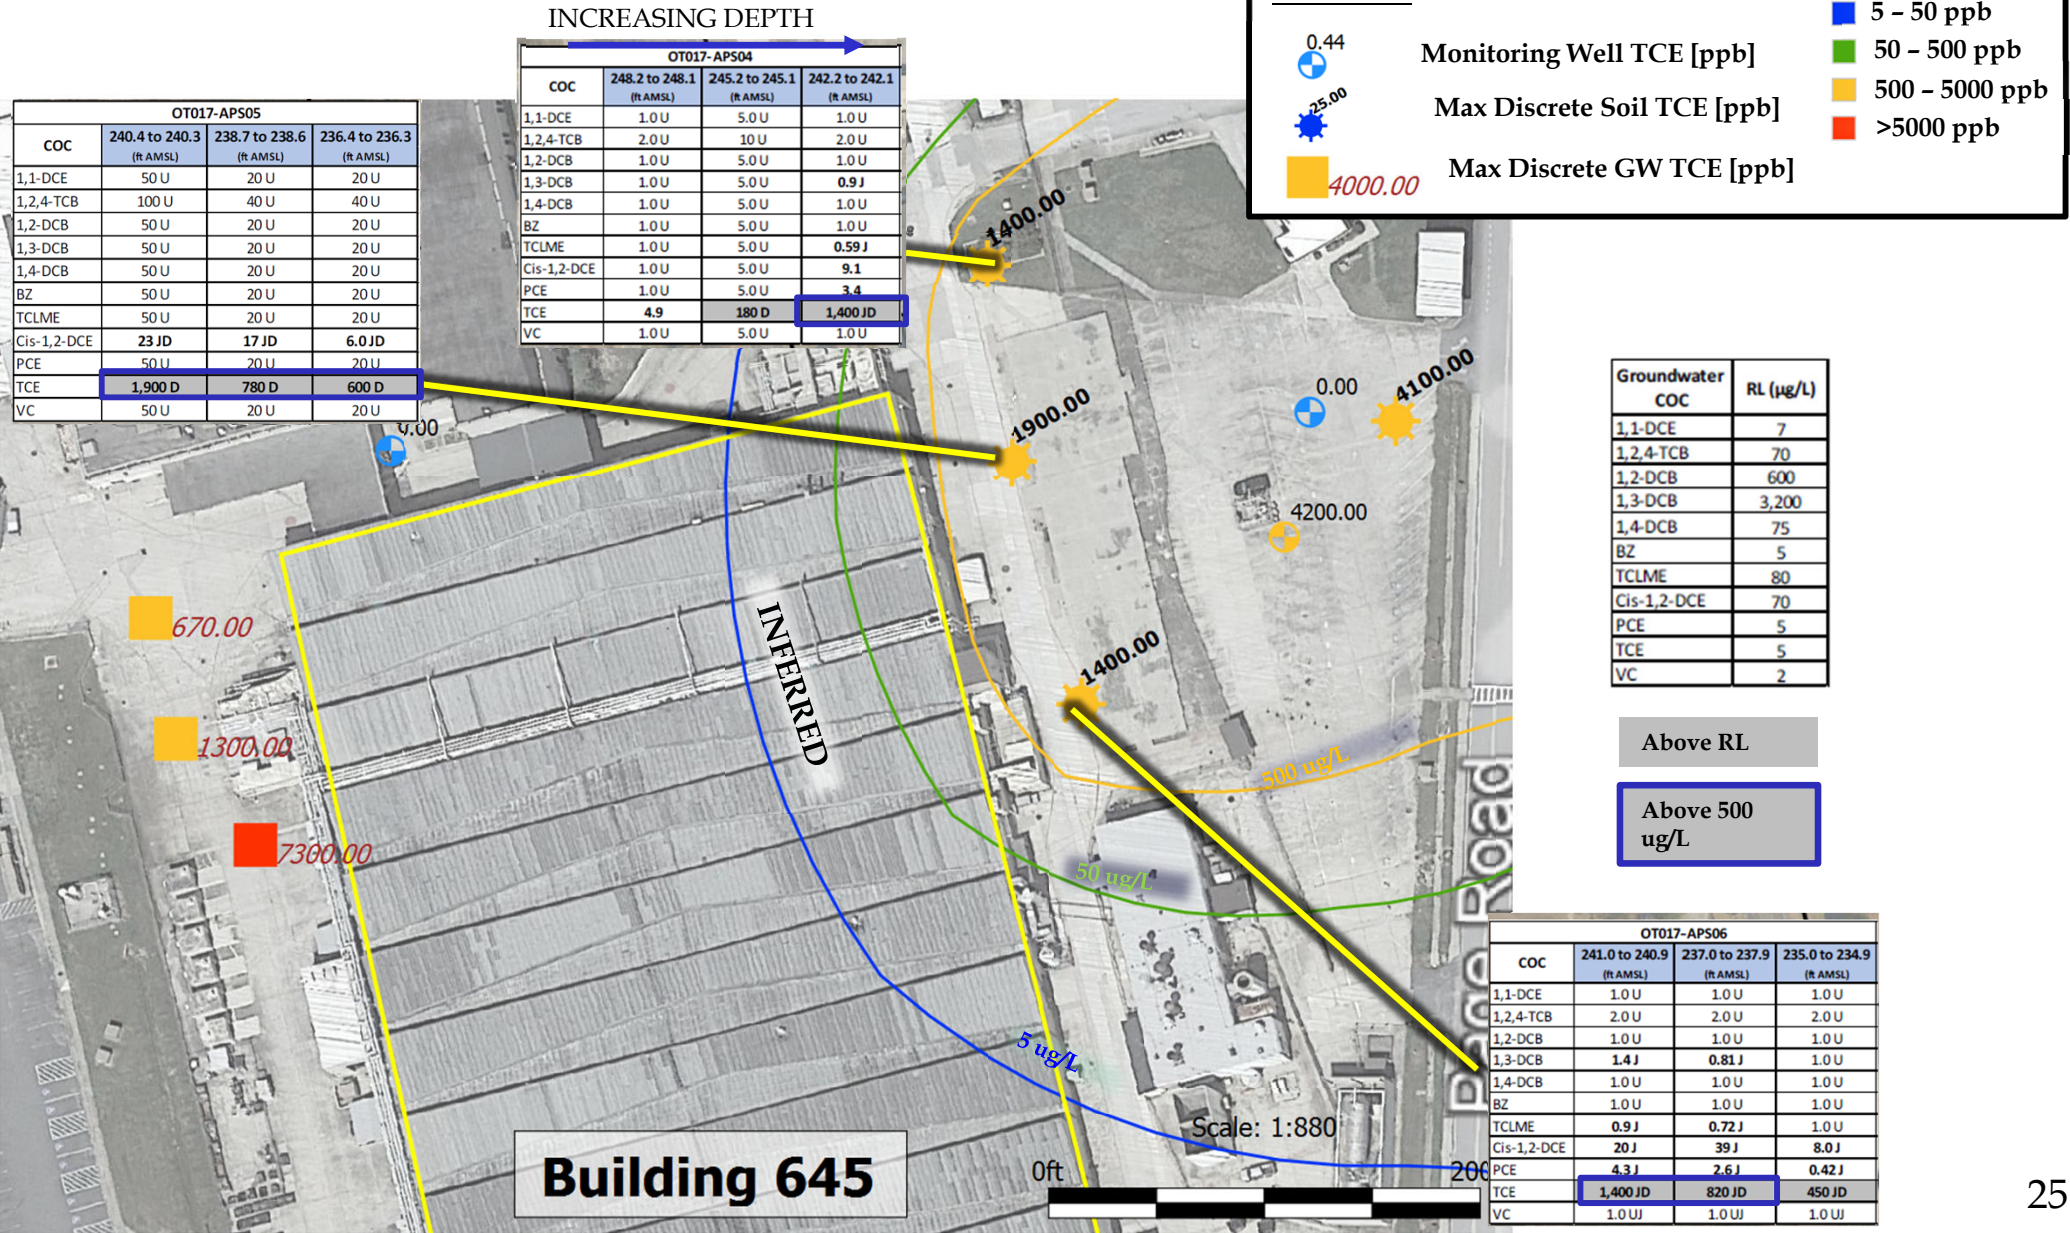 INCREASING DEPTH
0.44
Monitoring Well TCE [ppb]
25.00
Max Discrete Soil TCE [ppb]
4000.00
Max Discrete GW TCE [ppb]
5 – 50 ppb
50 – 500 ppb
500 – 5000 ppb
>5000 ppb
OT017-APS05
COC 240.4 to 240.3 (ft AMSL) 238.7 to 238.6 (ft AMSL) 236.4 to 236.3 (ft AMSL)
1,1-DCE 50 U 20 U 20 U
1,2,4-TCB 100 U 40 U 40 U
1,2-DCB 50 U 20 U 20 U
1,3-DCB 50 U 20 U 20 U
1,4-DCB 50 U 20 U 20 U
BZ 50 U 20 U 20 U
TCLME 50 U 20 U 20 U
Cis-1,2-DCE 23 JD 17 JD 6.0 JD
PCE 50 U 20 U 20 U
TCE 1,900 D 780 D 600 D
VC 50 U 20 U 20 U
OT017-APS04
COC 248.2 to 248.1 (ft AMSL) 245.2 to 245.1 (ft AMSL) 242.2 to 242.1 (ft AMSL)
1,1-DCE 1.0 U 5.0 U 1.0 U
1,2,4-TCB 2.0 U 10 U 2.0 U
1,2-DCB 1.0 U 5.0 U 1.0 U
1,3-DCB 1.0 U 5.0 U 0.9 J
1,4-DCB 1.0 U 5.0 U 1.0 U
BZ 1.0 U 5.0 U 1.0 U
TCLME 1.0 U 5.0 U 0.59 J
Cis-1,2-DCE 1.0 U 5.0 U 9.1
PCE 1.0 U 5.0 U 3.4
TCE 4.9 180 D 1,400 JD
VC 1.0 U 5.0 U 1.0 U
1400.00
1900.00
0.00
4100.00
0.00
4200.00
670.00
1300.00
7300.00
1400.00
INFERRED
500 ug/L
50 ug/L
5 ug/L
Groundwater COC RL (µg/L)
1,1-DCE 7
1,2,4-TCB 70
1,2-DCB 600
1,3-DCB 3,200
1,4-DCB 75
BZ 5
TCLME 80
Cis-1,2-DCE 70
PCE 5
TCE 5
VC 2
Above RL
Above 500
ug/L
Road
OT017-APS06
COC 241.0 to 240.9 (ft AMSL) 237.0 to 237.9 (ft AMSL) 235.0 to 234.9 (ft AMSL)
1,1-DCE 1.0 U 1.0 U 1.0 U
1,2,4-TCB 2.0 U 2.0 U 2.0 U
1,2-DCB 1.0 U 1.0 U 1.0 U
1,3-DCB 1.4 J 0.81 J 1.0 U
1,4-DCB 1.0 U 1.0 U 1.0 U
BZ 1.0 U 1.0 U 1.0 U
TCLME 0.9 J 0.72 J 1.0 U
Cis-1,2-DCE 20 J 39 J 8.0 J
PCE 4.3 J 2.6 J 0.42 J
TCE 1,400 JD 820 JD 450 JD
VC 1.0 UJ 1.0 UJ 1.0 UJ
Scale: 1:880
0ft 200
Building 645
25